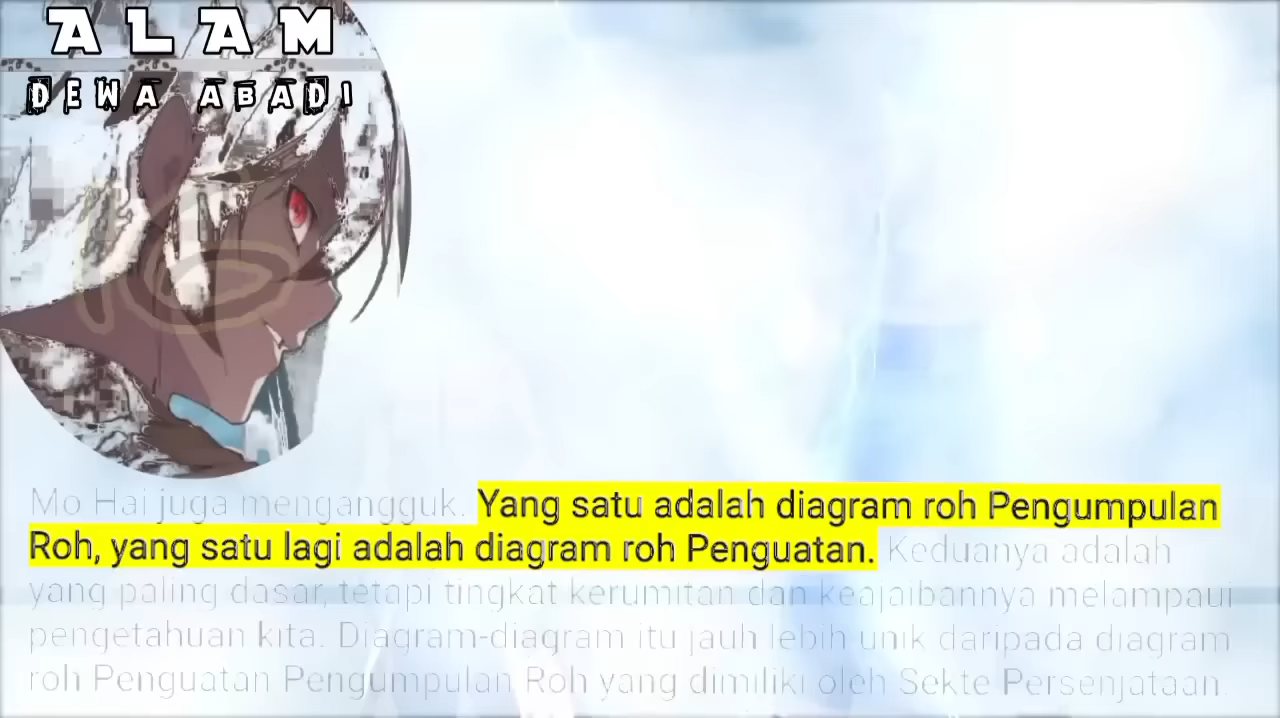 ALAM
DEWA ABADI
Mo Hai juga mengangguk. Yang satu adalah diagram roh Pengumpulan
Roh, yang satu lagi adalah diagram roh Penguatan. Keduanya adalah
yang paling dasar, tetapi tingkat kerumitan dan keajaibannya melampaui
pengetahuan kita. Diagram-diagram itu jauh lebih unik daripada diagram
roh Penguatan Pengumpulan Roh yang dimiliki oleh Sekte Persenjataan.